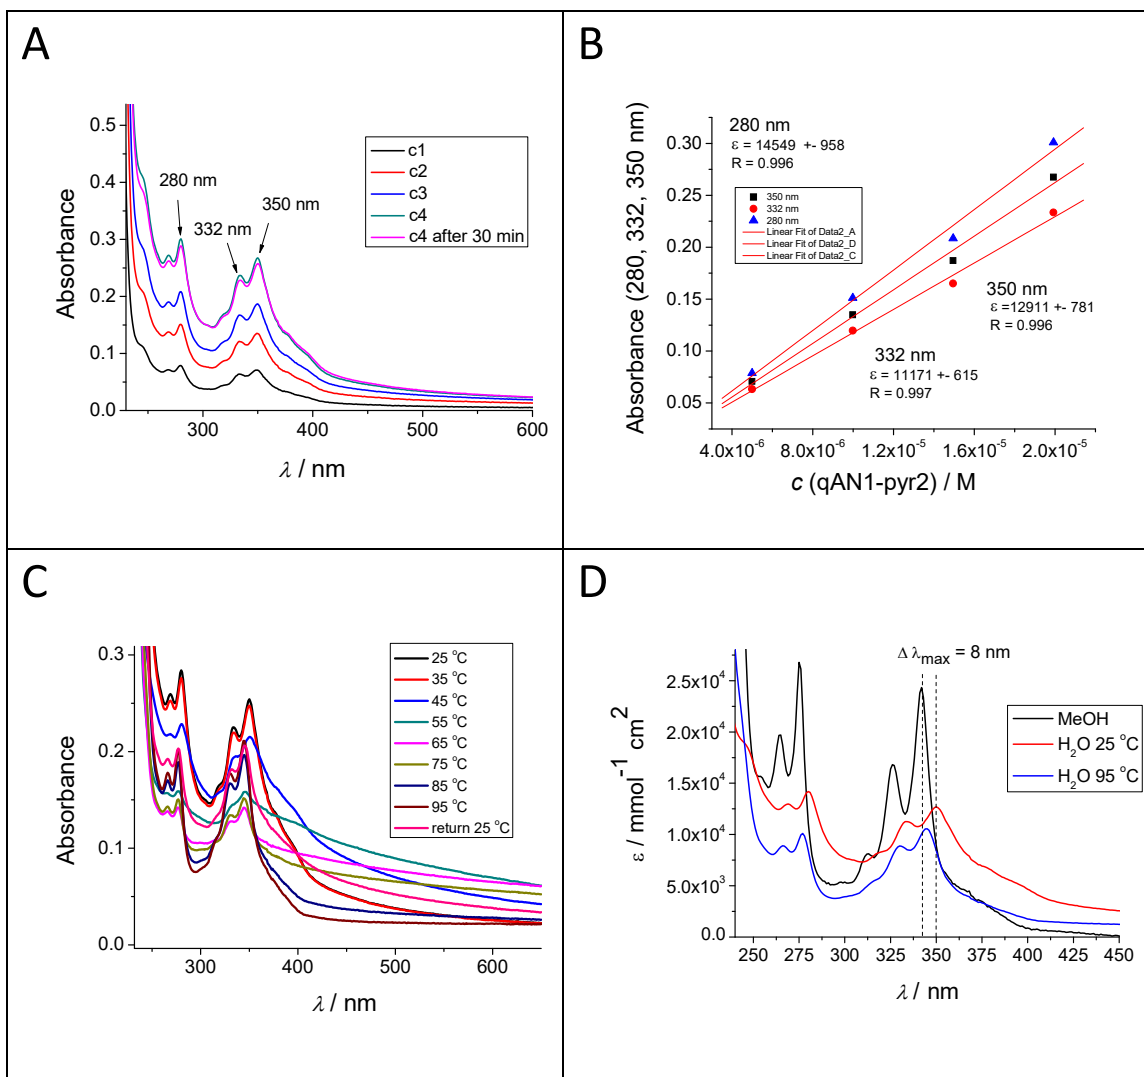 A
0.5
0.4
0.3
0.2
0.1
0.0
Absorbance
280 nm
332 nm
350 nm
c1
c2
c3
c4
c4 after 30 min
300
400
500
600
λ / nm
B
0.30
0.25
0.20
0.15
0.10
0.05
Absorbance (280, 332, 350 nm)
280 nm
ε = 14549 +- 958
R = 0.996
350 nm
332 nm
280 nm
Linear Fit of Data2_A
Linear Fit of Data2_D
Linear Fit of Data2_C
350 nm
ε =12911 +- 781
R = 0.996
332 nm
ε = 11171 +- 615
R = 0.997
4.0x10⁻⁶
8.0x10⁻⁶
1.2x10⁻⁵
1.6x10⁻⁵
2.0x10⁻⁵
c (qAN1-pyr2) / M
C
0.3
0.2
0.1
0.0
Absorbance
25 °C
35 °C
45 °C
55 °C
65 °C
75 °C
85 °C
95 °C
return 25 °C
300
400
500
600
λ / nm
D
Δ λmax = 8 nm
2.5x10⁴
2.0x10⁴
1.5x10⁴
1.0x10⁴
5.0x10³
0.0
ε / mmol⁻¹ cm²
MeOH
H₂O 25 °C
H₂O 95 °C
250
275
300
325
350
375
400
425
450
λ / nm